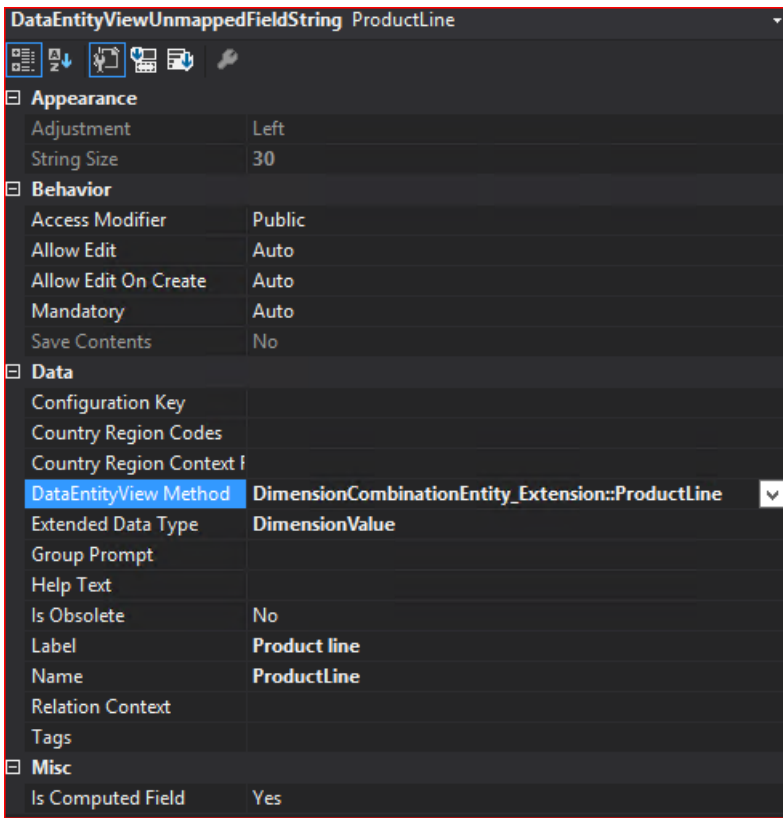 DataEntityViewUnmappedFieldString ProductLine
Appearance
Adjustment Left
String Size 30
Behavior
Access Modifier Public
Allow Edit Auto
Allow Edit On Create Auto
Mandatory Auto
Save Contents No
Data
Configuration Key
Country Region Codes
Country Region Context F
DataEntityView Method DimensionCombinationEntity_Extension::ProductLine
Extended Data Type DimensionValue
Group Prompt
Help Text
Is Obsolete No
Label Product line
Name ProductLine
Relation Context
Tags
Misc
Is Computed Field Yes